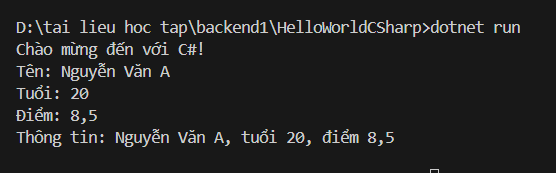 D:\tai lieu hoc tap\backend1\HelloWorldCSharp>dotnet run
Chào mừng đến với C#!
Tên: Nguyễn Văn A
Tuổi: 20
Điểm: 8,5
Thông tin: Nguyễn Văn A, tuổi 20, điểm 8,5